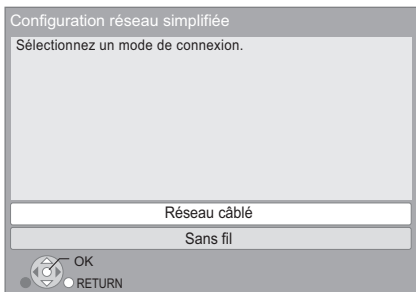 Configuration réseau simplifiée
Sélectionnez un mode de connexion.
Réseau câblé
Sans fil
OK
RETURN